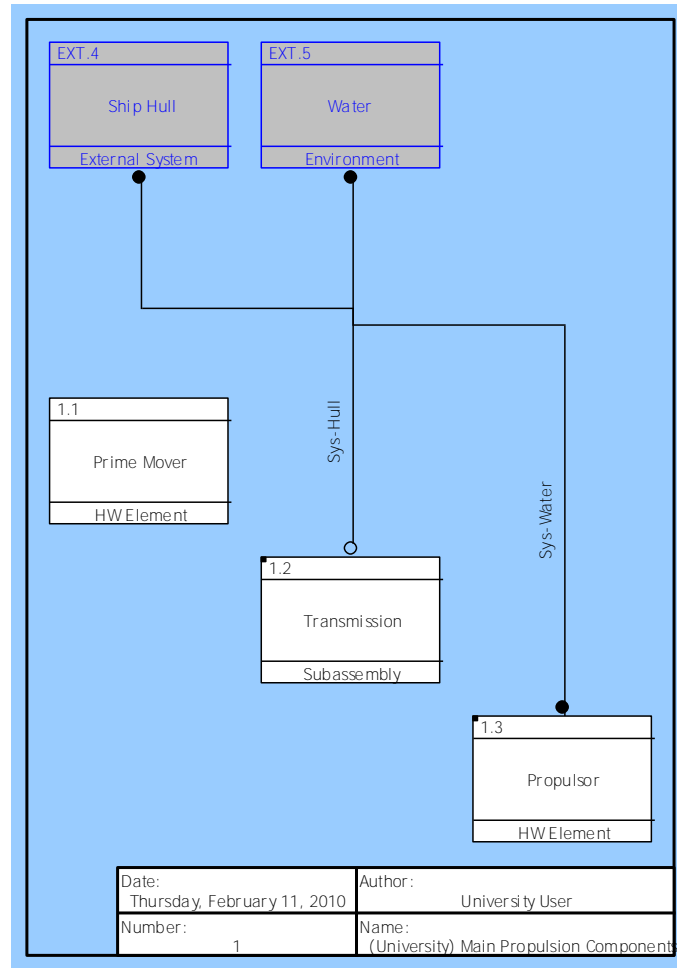 EXT.4
Ship Hull
External System
EXT.5
Water
Environment
Sys-Hull
Sys-Water
1.1
Prime Mover
HW Element
1.2
Transmission
Subassembly
1.3
Propulsor
HW Element
Date:
Thursday, February 11, 2010
Author:
University User
Number:
1
Name:
(University) Main Propulsion Components